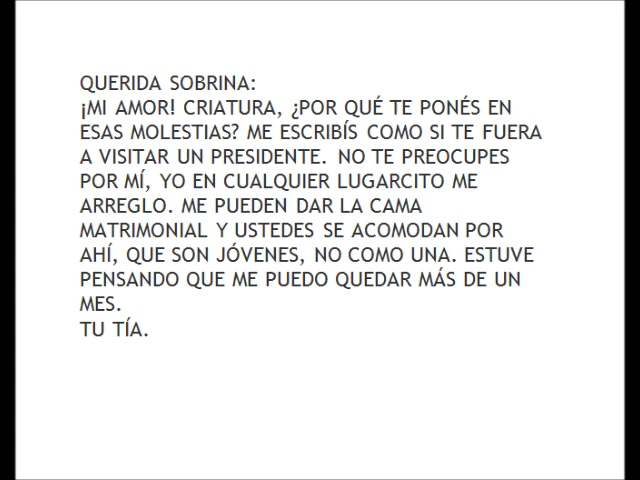 QUERIDA SOBRINA:
¡MI AMOR! CRIATURA, ¿POR QUÉ TE PONÉS EN
ESAS MOLESTIAS? ME ESCRIBÍS COMO SI TE FUERA
A VISITAR UN PRESIDENTE. NO TE PREOCUPES
POR MÍ, YO EN CUALQUIER LUGARCITO ME
ARREGLO. ME PUEDEN DAR LA CAMA
MATRIMONIAL Y USTEDES SE ACOMODAN POR
AHÍ, QUE SON JÓVENES, NO COMO UNA. ESTUVE
PENSANDO QUE ME PUEDO QUEDAR MÁS DE UN
MES.
TU TÍA.